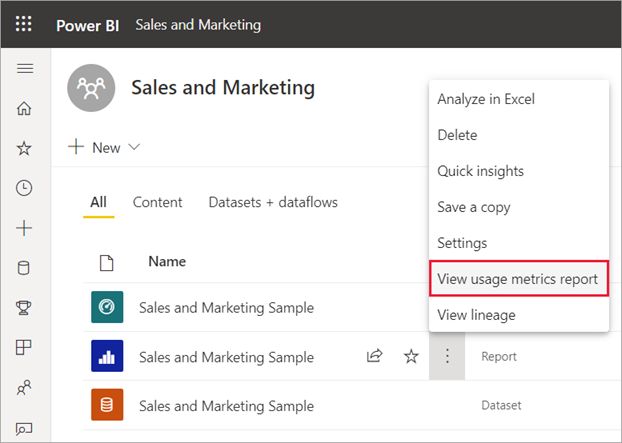 Power BI Sales and Marketing
Sales and Marketing
New
All Content Datasets + dataflows
Name
Sales and Marketing Sample
Sales and Marketing Sample Report
Sales and Marketing Sample Dataset
Analyze in Excel
Delete
Quick insights
Save a copy
Settings
View usage metrics report
View lineage